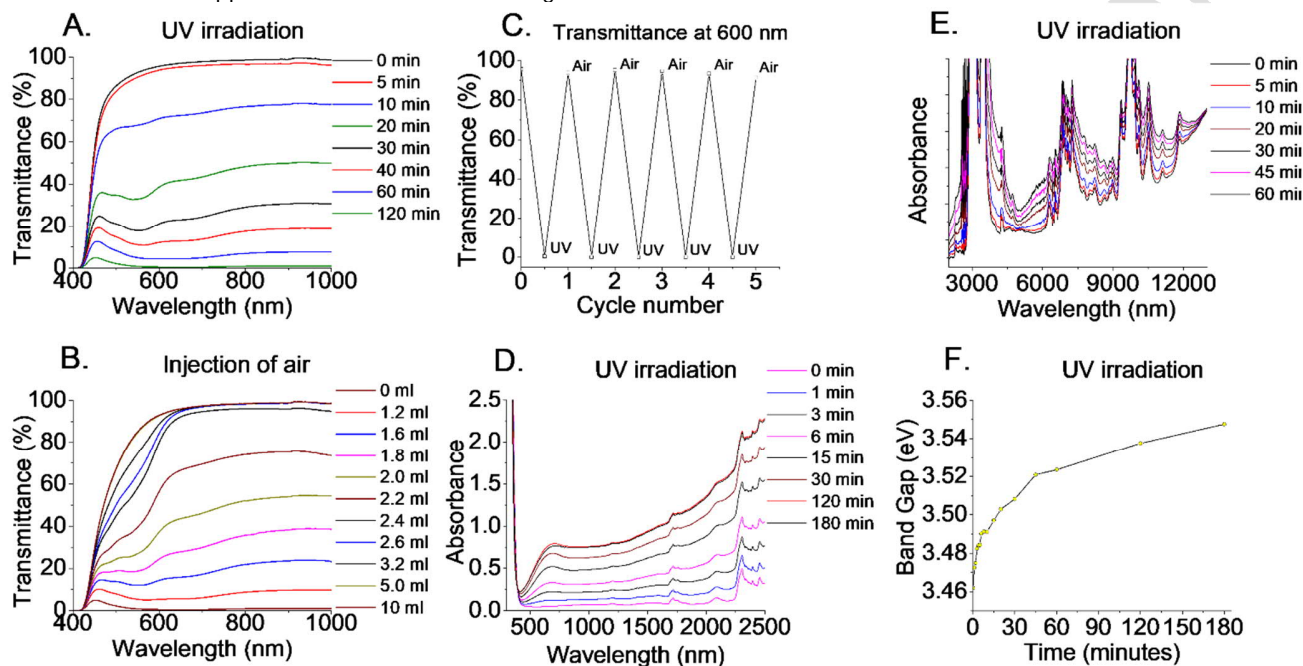 A. UV irradiation
Transmittance (%)
100
80
60
40
20
0
400 600 800 1000
Wavelength (nm)
0 min
5 min
10 min
20 min
30 min
40 min
60 min
120 min
C. Transmittance at 600 nm
Transmittance (%)
100
80
60
40
20
0
Air Air Air Air Air
UV UV UV UV UV
0 1 2 3 4 5
Cycle number
E. UV irradiation
Absorbance
3000 6000 9000 12000
Wavelength (nm)
0 min
5 min
10 min
20 min
30 min
45 min
60 min
B. Injection of air
Transmittance (%)
100
80
60
40
20
0
400 600 800 1000
Wavelength (nm)
0 ml
1.2 ml
1.6 ml
1.8 ml
2.0 ml
2.2 ml
2.4 ml
2.6 ml
3.2 ml
5.0 ml
10 ml
D. UV irradiation
Absorbance
2.5
2.0
1.5
1.0
0.5
0.0
500 1000 1500 2000 2500
Wavelength (nm)
0 min
1 min
3 min
6 min
15 min
30 min
120 min
180 min
F. UV irradiation
Band Gap (eV)
3.56
3.54
3.52
3.50
3.48
3.46
0 30 60 90 120 150 180
Time (minutes)